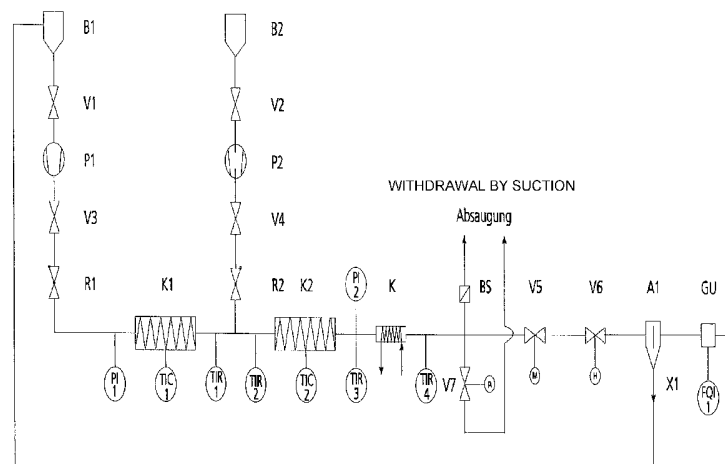 B1
B2
V1
V2
P1
P2
WITHDRAWAL BY SUCTION
Absaugung
V3
V4
R1
K1
R2
K2
PI 2
K
BS
V5
V6
A1
GU
PI 1
TIC 1
TIR 1
TIR 2
TIC 2
TIR 3
TIR 4
V7
R
M
H
X1
FQI 1